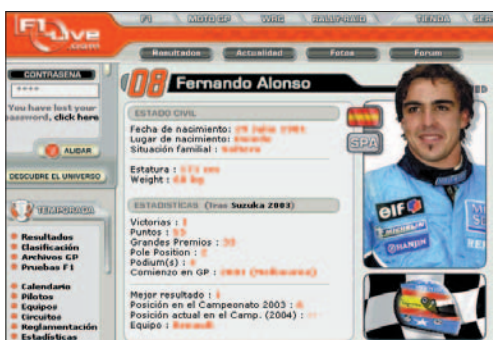 F1Live
.com
F1 MOTO GP WRC RALLY-RAID TIENDA
Resultados Actualidad Fotos Forum
CONTRASENA
****
You have lost your
password, click here
DESCUBRE EL UNIVERSO
TEMPORADA
Resultados
Clasificación
Archivos GP
Pruebas F1
Calendario
Pilotos
Equipos
Circuitos
Reglamentación
Estadísticas
08 Fernando Alonso
ESTADO CIVIL
Fecha de nacimiento:
Lugar de nacimiento:
Situación familial :
Estatura :
Weight :
ESTADISTICAS (Tras Suzuka 2003)
Victorias :
Puntos :
Grandes Premios :
Pole Position :
Podium(s) :
Comienzo en GP :
Mejor resultado :
Posición en el Campeonato 2003 :
Posición actual en el Camp. (2004) :
Equipo :
SPA
elf
MICHELIN
HANJIN